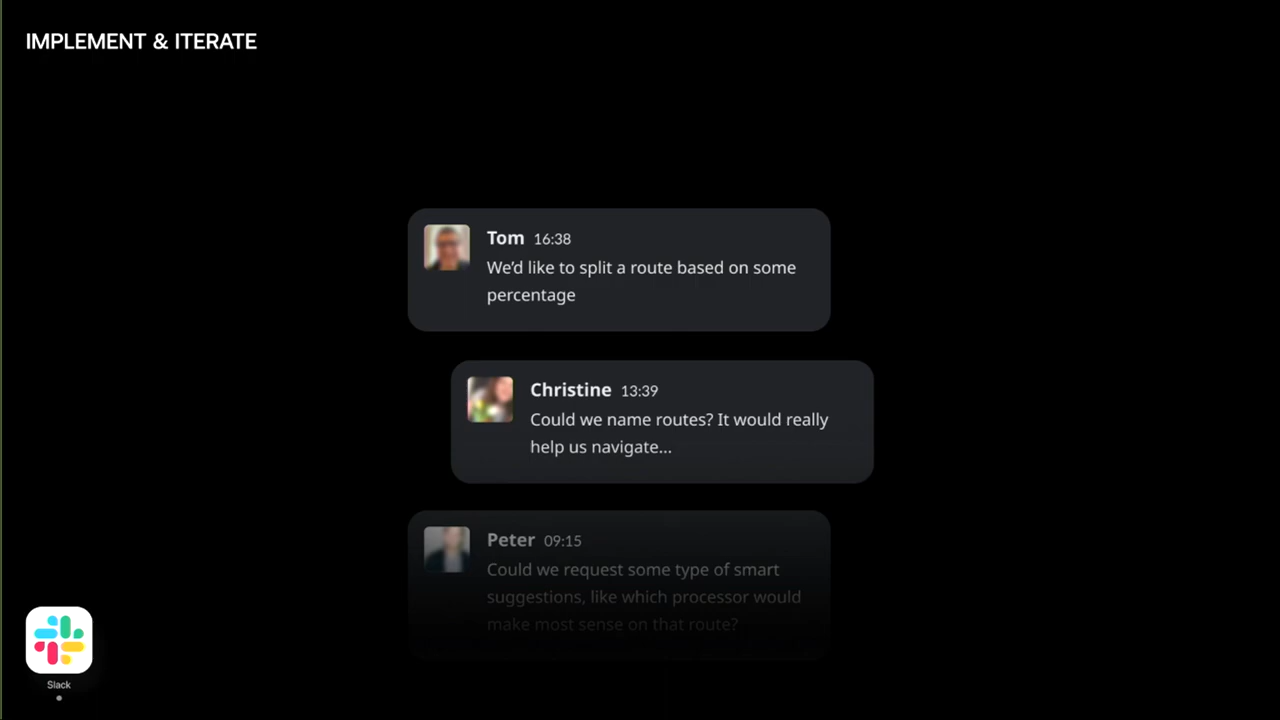 IMPLEMENT & ITERATE
Tom 16:38
We'd like to split a route based on some
percentage
Christine 13:39
Could we name routes? It would really
help us navigate...
Peter 09:15
Could we request some type of smart
suggestions, like which processor would
make most sense on that route?
Slack